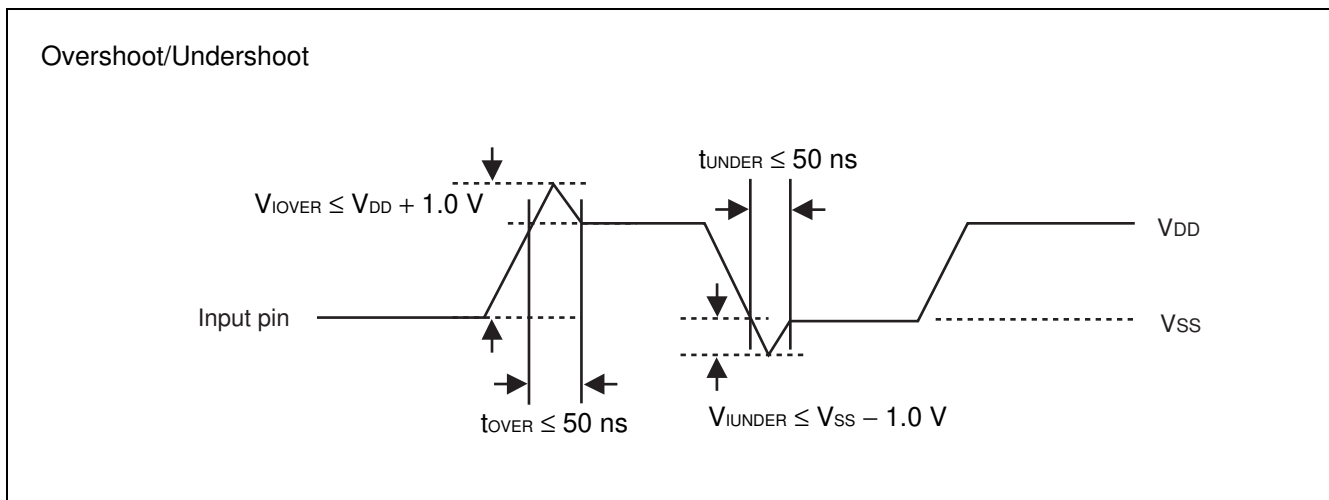 Overshoot/Undershoot
tUNDER ≤ 50 ns
VIOVER ≤ VDD + 1.0 V
VDD
Input pin
VSS
tOVER ≤ 50 ns
VIUNDER ≤ VSS − 1.0 V